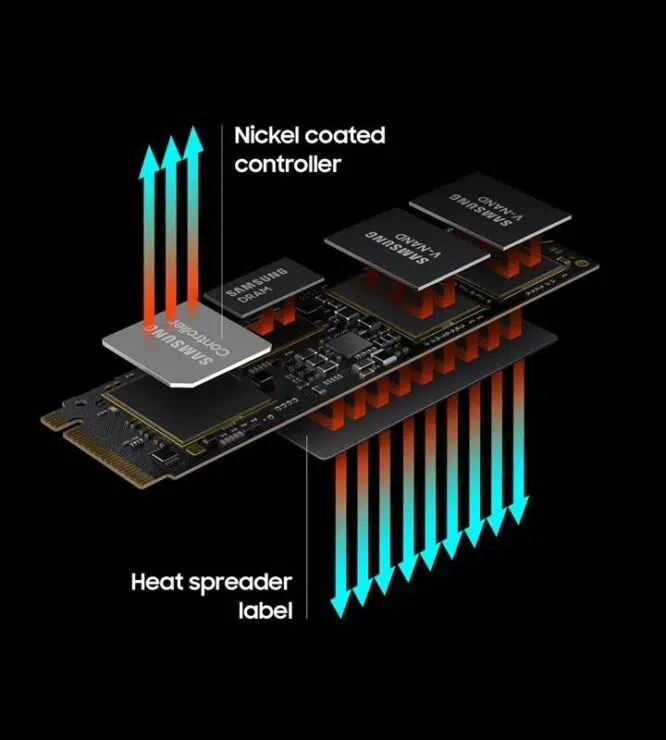 Nickel coated
controller
SAMSUNG
V-NAND
SAMSUNG
V-NAND
SAMSUNG
DRAM
SAMSUNG
Controller
Heat spreader
label